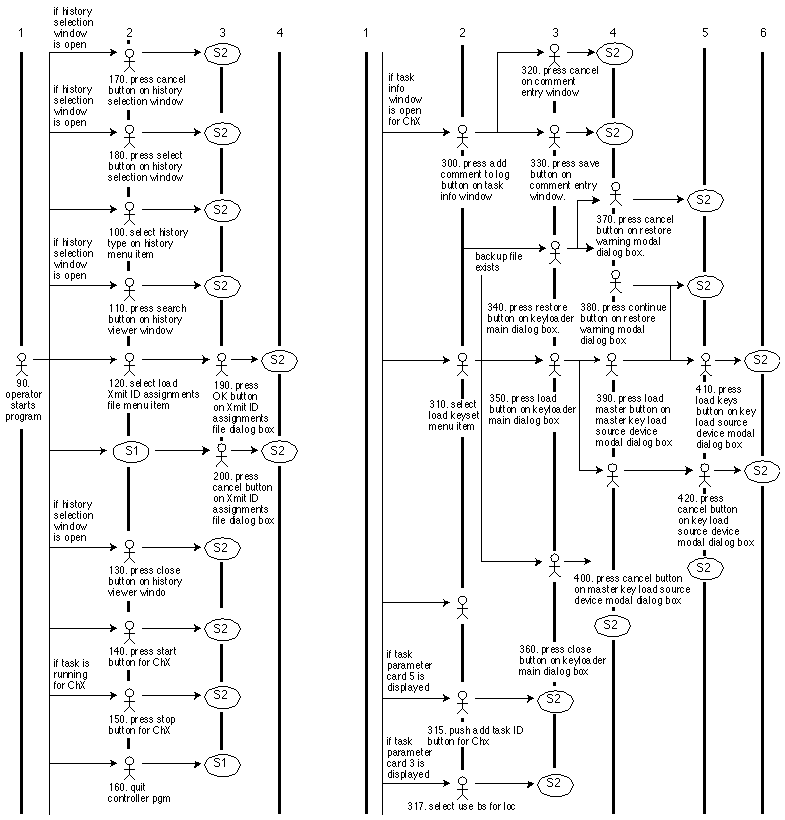 1
2
3
4
if history
selection
window
is open
S2
170. press cancel
button on history
selection window
if history
selection
window
is open
S2
180. press select
button on history
selection window
S2
100. select history
type on history
menu item
if history
selection
window
is open
S2
110. press search
button on history
viewer window
90.
operator
starts
program
120. select load
Xmit ID assignments
file menu item
190. press
OK button
on Xmit ID
assignments
file dialog box
S2
S1
200. press
cancel button
on Xmit ID
assignments
file dialog box
S2
if history
selection
window
is open
S2
130. press close
button on history
viewer windo
S2
140. press start
button for ChX
if task is
running
for ChX
S2
150. press stop
button for ChX
S1
160. quit
controller pgm
1
2
3
4
5
6
S2
320. press cancel
on comment
entry window
if task
info
window
is open
for ChX
300. press add
comment to log
button on task
info window
330. press save
button on
comment entry
window.
S2
370. press cancel
button on restore
warning modal
dialog box.
S2
backup file
exists
340. press restore
button on keyloader
main dialog box.
380. press continue
button on restore
warning modal
dialog box
S2
310. select
load keyset
menu item
350. press load
button on keyloader
main dialog box
390. press load
master button on
master key load
source device
modal dialog box
410. press
load keys
button on key
load source
device modal
dialog box
S2
420. press
cancel button
on key load
source device
modal dialog box
S2
S2
400. press cancel button
on master key load source
device modal dialog box
S2
360. press close
button on keyloader
main dialog box
if task
parameter
card 5 is
displayed
S2
315. push add task ID
button for Chx
if task
parameter
card 3 is
displayed
S2
317. select use bs for loc